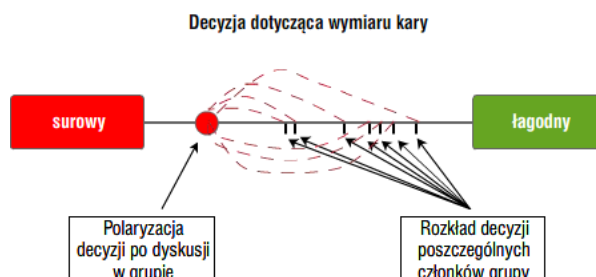 Decyzja dotycząca wymiaru kary
surowy
łagodny
Polaryzacja
decyzji po dyskusji
w grupie
Rozkład decyzji
poszczególnych
członków grupy